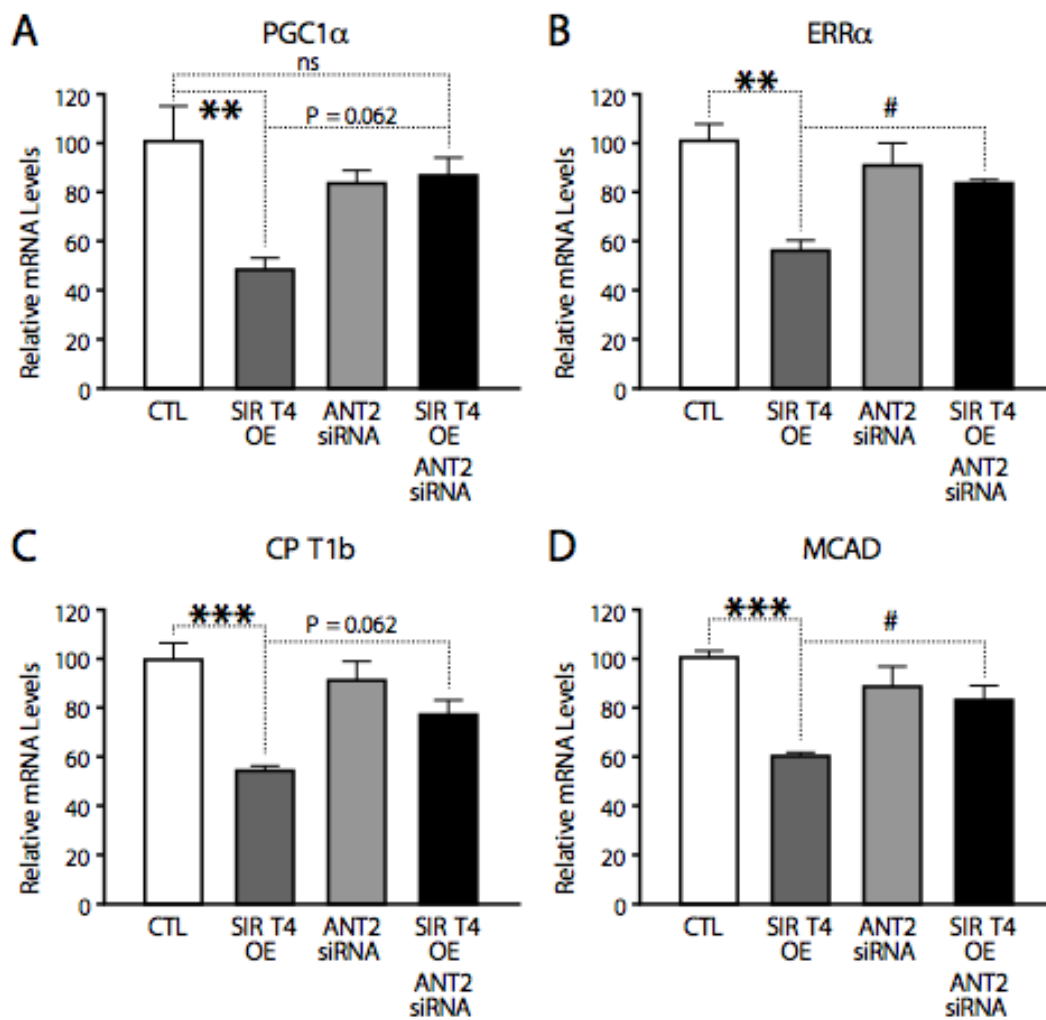 A
PGC1α
ns
**
P = 0.062
Relative mRNA Levels
120
100
80
60
40
20
0
CTL
SIR T4
OE
ANT2
siRNA
SIR T4
OE
ANT2
siRNA
B
ERRα
**
#
Relative mRNA Levels
120
100
80
60
40
20
0
CTL
SIR T4
OE
ANT2
siRNA
SIR T4
OE
ANT2
siRNA
C
CP T1b
***
P = 0.062
Relative mRNA Levels
120
100
80
60
40
20
0
CTL
SIR T4
OE
ANT2
siRNA
SIR T4
OE
ANT2
siRNA
D
MCAD
***
#
Relative mRNA Levels
120
100
80
60
40
20
0
CTL
SIR T4
OE
ANT2
siRNA
SIR T4
OE
ANT2
siRNA